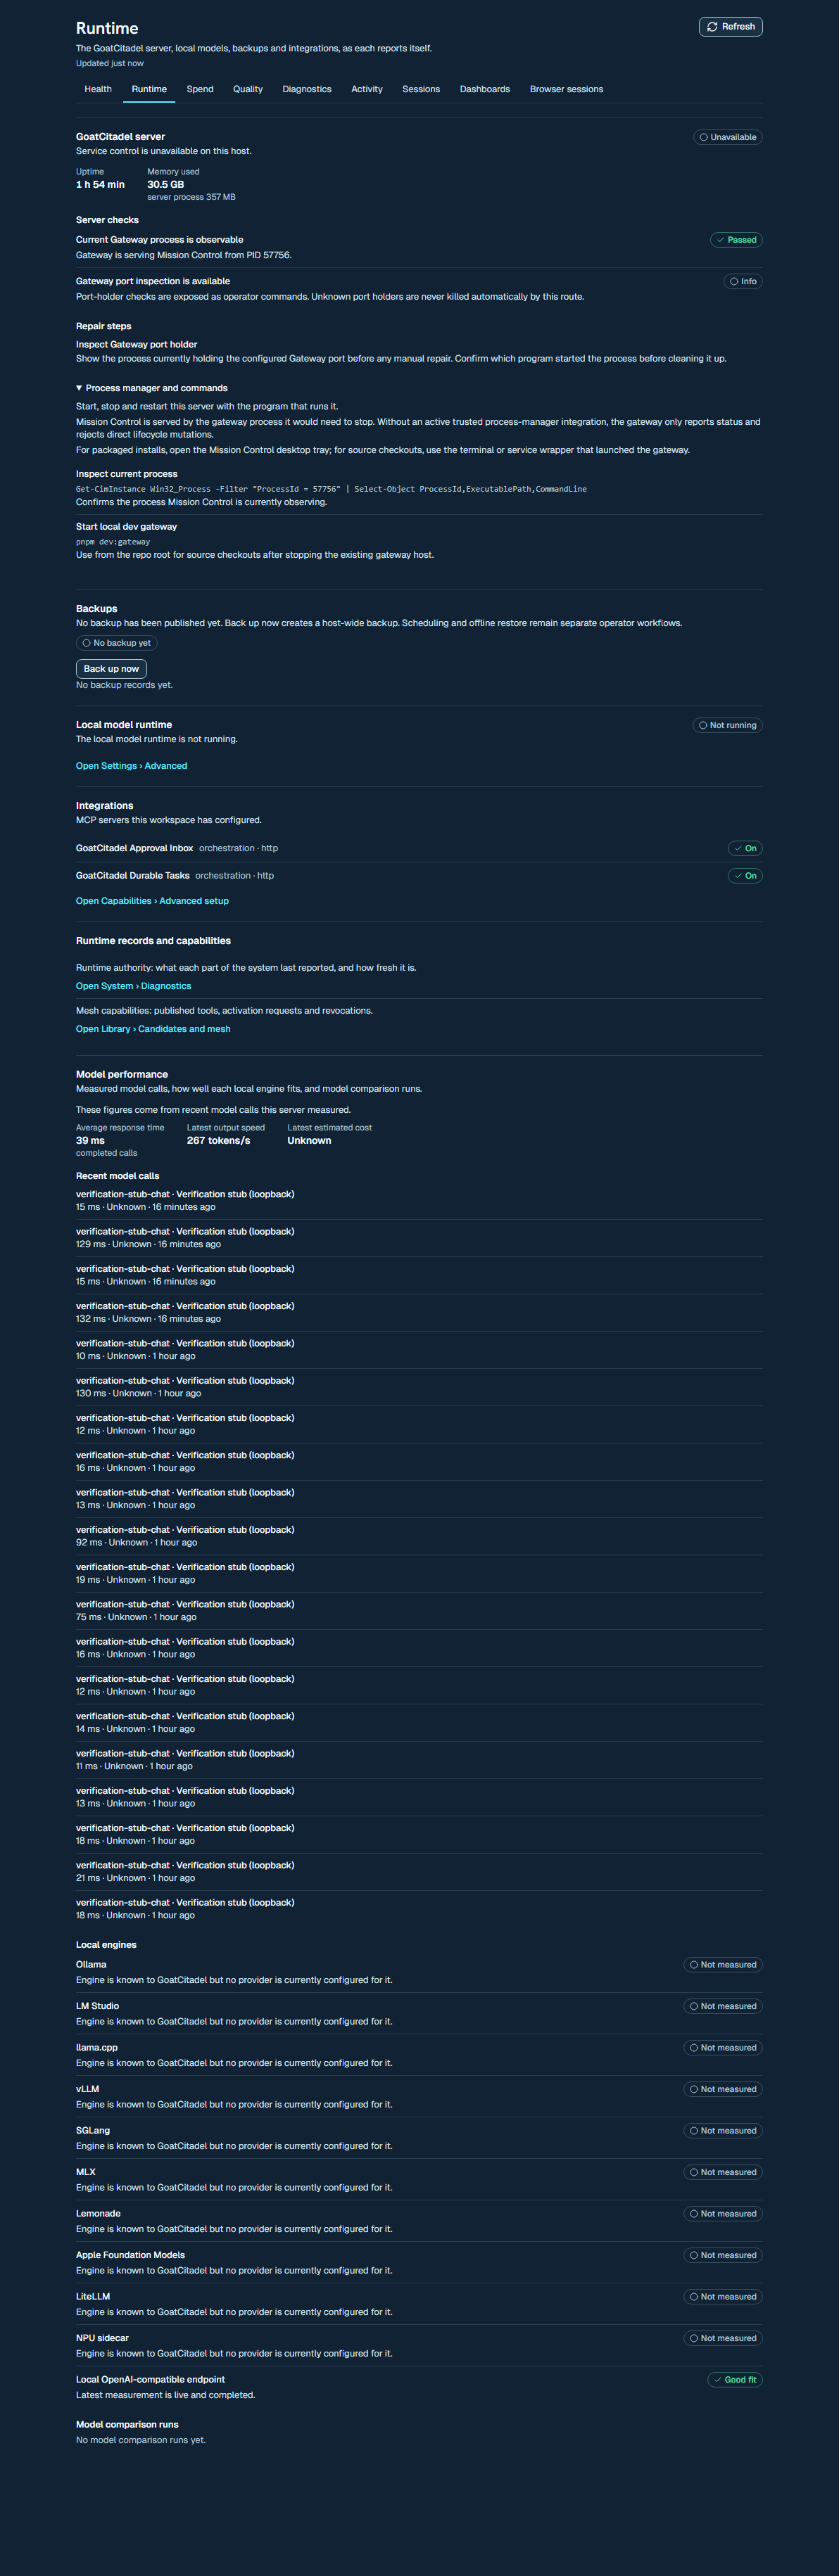 Runtime
Refresh
The GoatCitadel server, local models, backups and integrations, as each reports itself.
Updated just now
Health Runtime Spend Quality Diagnostics Activity Sessions Dashboards Browser sessions
GoatCitadel server
Unavailable
Service control is unavailable on this host.
Uptime Memory used
1 h 54 min 30.5 GB
server process 357 MB
Server checks
Current Gateway process is observable
Passed
Gateway is serving Mission Control from PID 57756.
Gateway port inspection is available
Info
Port-holder checks are exposed as operator commands. Unknown port holders are never killed automatically by this route.
Repair steps
Inspect Gateway port holder
Show the process currently holding the configured Gateway port before any manual repair. Confirm which program started the process before cleaning it up.
▼ Process manager and commands
Start, stop and restart this server with the program that runs it.
Mission Control is served by the gateway process it would need to stop. Without an active trusted process-manager integration, the gateway only reports status and
rejects direct lifecycle mutations.
For packaged installs, open the Mission Control desktop tray; for source checkouts, use the terminal or service wrapper that launched the gateway.
Inspect current process
Get-CimInstance Win32_Process -Filter "ProcessId = 57756" | Select-Object ProcessId,ExecutablePath,CommandLine
Confirms the process Mission Control is currently observing.
Start local dev gateway
pnpm dev:gateway
Use from the repo root for source checkouts after stopping the existing gateway host.
Backups
No backup has been published yet. Back up now creates a host-wide backup. Scheduling and offline restore remain separate operator workflows.
No backup yet
Back up now
No backup records yet.
Local model runtime
Not running
The local model runtime is not running.
Open Settings › Advanced
Integrations
MCP servers this workspace has configured.
GoatCitadel Approval Inbox orchestration · http
On
GoatCitadel Durable Tasks orchestration · http
On
Open Capabilities › Advanced setup
Runtime records and capabilities
Runtime authority: what each part of the system last reported, and how fresh it is.
Open System › Diagnostics
Mesh capabilities: published tools, activation requests and revocations.
Open Library › Candidates and mesh
Model performance
Measured model calls, how well each local engine fits, and model comparison runs.
These figures come from recent model calls this server measured.
Average response time Latest output speed Latest estimated cost
39 ms 267 tokens/s Unknown
completed calls
Recent model calls
verification-stub-chat · Verification stub (loopback)
15 ms · Unknown · 16 minutes ago
verification-stub-chat · Verification stub (loopback)
129 ms · Unknown · 16 minutes ago
verification-stub-chat · Verification stub (loopback)
15 ms · Unknown · 16 minutes ago
verification-stub-chat · Verification stub (loopback)
132 ms · Unknown · 16 minutes ago
verification-stub-chat · Verification stub (loopback)
10 ms · Unknown · 1 hour ago
verification-stub-chat · Verification stub (loopback)
130 ms · Unknown · 1 hour ago
verification-stub-chat · Verification stub (loopback)
12 ms · Unknown · 1 hour ago
verification-stub-chat · Verification stub (loopback)
16 ms · Unknown · 1 hour ago
verification-stub-chat · Verification stub (loopback)
13 ms · Unknown · 1 hour ago
verification-stub-chat · Verification stub (loopback)
92 ms · Unknown · 1 hour ago
verification-stub-chat · Verification stub (loopback)
19 ms · Unknown · 1 hour ago
verification-stub-chat · Verification stub (loopback)
75 ms · Unknown · 1 hour ago
verification-stub-chat · Verification stub (loopback)
16 ms · Unknown · 1 hour ago
verification-stub-chat · Verification stub (loopback)
12 ms · Unknown · 1 hour ago
verification-stub-chat · Verification stub (loopback)
14 ms · Unknown · 1 hour ago
verification-stub-chat · Verification stub (loopback)
11 ms · Unknown · 1 hour ago
verification-stub-chat · Verification stub (loopback)
13 ms · Unknown · 1 hour ago
verification-stub-chat · Verification stub (loopback)
18 ms · Unknown · 1 hour ago
verification-stub-chat · Verification stub (loopback)
21 ms · Unknown · 1 hour ago
verification-stub-chat · Verification stub (loopback)
18 ms · Unknown · 1 hour ago
Local engines
Ollama
Not measured
Engine is known to GoatCitadel but no provider is currently configured for it.
LM Studio
Not measured
Engine is known to GoatCitadel but no provider is currently configured for it.
llama.cpp
Not measured
Engine is known to GoatCitadel but no provider is currently configured for it.
vLLM
Not measured
Engine is known to GoatCitadel but no provider is currently configured for it.
SGLang
Not measured
Engine is known to GoatCitadel but no provider is currently configured for it.
MLX
Not measured
Engine is known to GoatCitadel but no provider is currently configured for it.
Lemonade
Not measured
Engine is known to GoatCitadel but no provider is currently configured for it.
Apple Foundation Models
Not measured
Engine is known to GoatCitadel but no provider is currently configured for it.
LiteLLM
Not measured
Engine is known to GoatCitadel but no provider is currently configured for it.
NPU sidecar
Not measured
Engine is known to GoatCitadel but no provider is currently configured for it.
Local OpenAI-compatible endpoint
Good fit
Latest measurement is live and completed.
Model comparison runs
No model comparison runs yet.